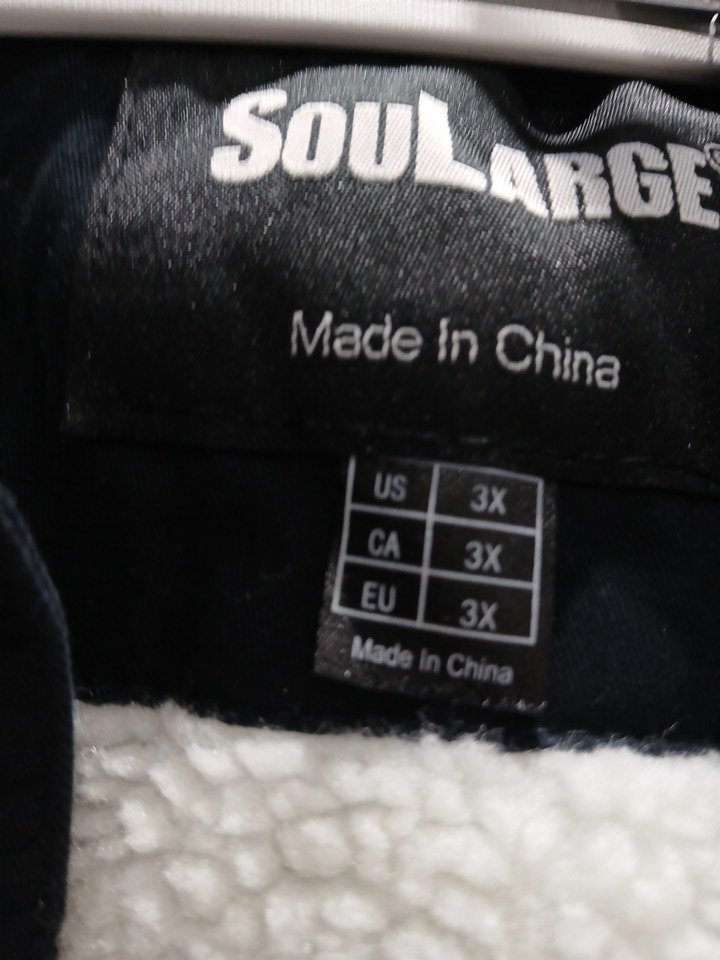 SOULARGE®
Made In China
US 3X
CA 3X
EU 3X
Made In China